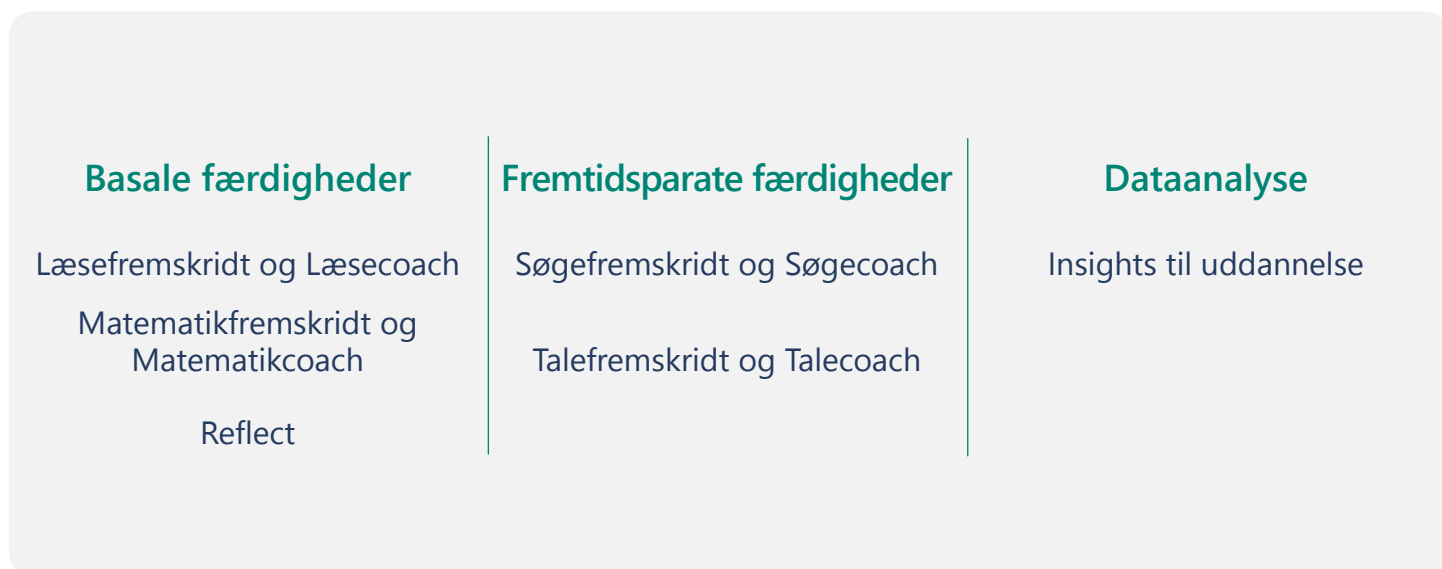 Basale færdigheder
Læsefremskridt og Læsecoach
Matematikfremskridt og
Matematikcoach
Reflect
Fremtidsparate færdigheder
Søgefremskridt og Søgecoach
Talefremskridt og Talecoach
Dataanalyse
Insights til uddannelse